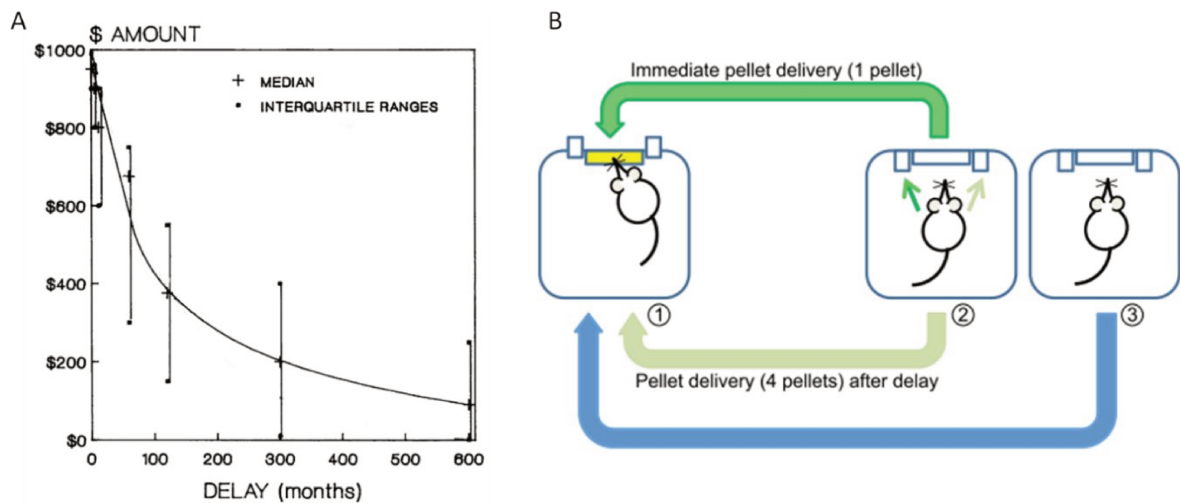 A
$ AMOUNT
$1000
$800
$600
$400
$200
$0
+ MEDIAN
▪ INTERQUARTILE RANGES
0
100
200
300
400
500
600
DELAY (months)
B
Immediate pellet delivery (1 pellet)
①
②
③
Pellet delivery (4 pellets) after delay